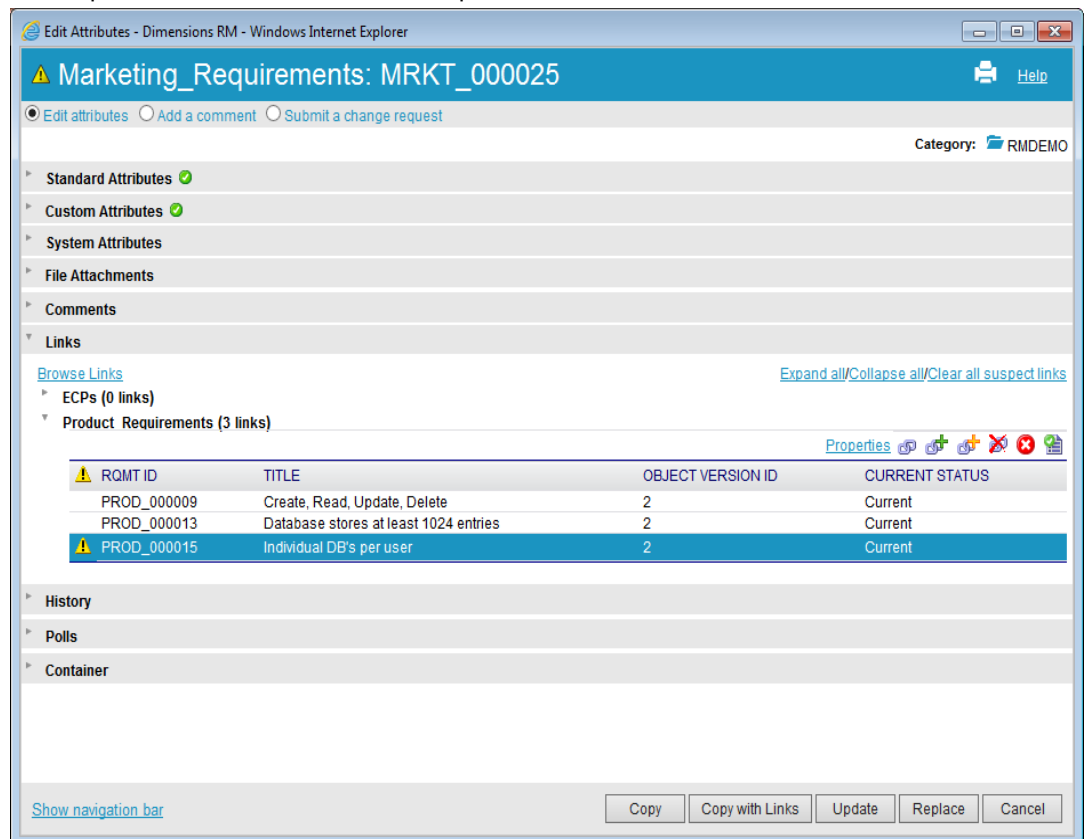 Edit Attributes - Dimensions RM - Windows Internet Explorer
Marketing_Requirements: MRKT_000025 Help
Edit attributes Add a comment Submit a change request
Category: RMDEMO
Standard Attributes
Custom Attributes
System Attributes
File Attachments
Comments
Links
Browse Links Expand all/Collapse all/Clear all suspect links
ECPs (0 links)
Product Requirements (3 links)
Properties
RQMT ID TITLE OBJECT VERSION ID CURRENT STATUS
PROD_000009 Create, Read, Update, Delete 2 Current
PROD_000013 Database stores at least 1024 entries 2 Current
PROD_000015 Individual DB's per user 2 Current
History
Polls
Container
Show navigation bar Copy Copy with Links Update Replace Cancel